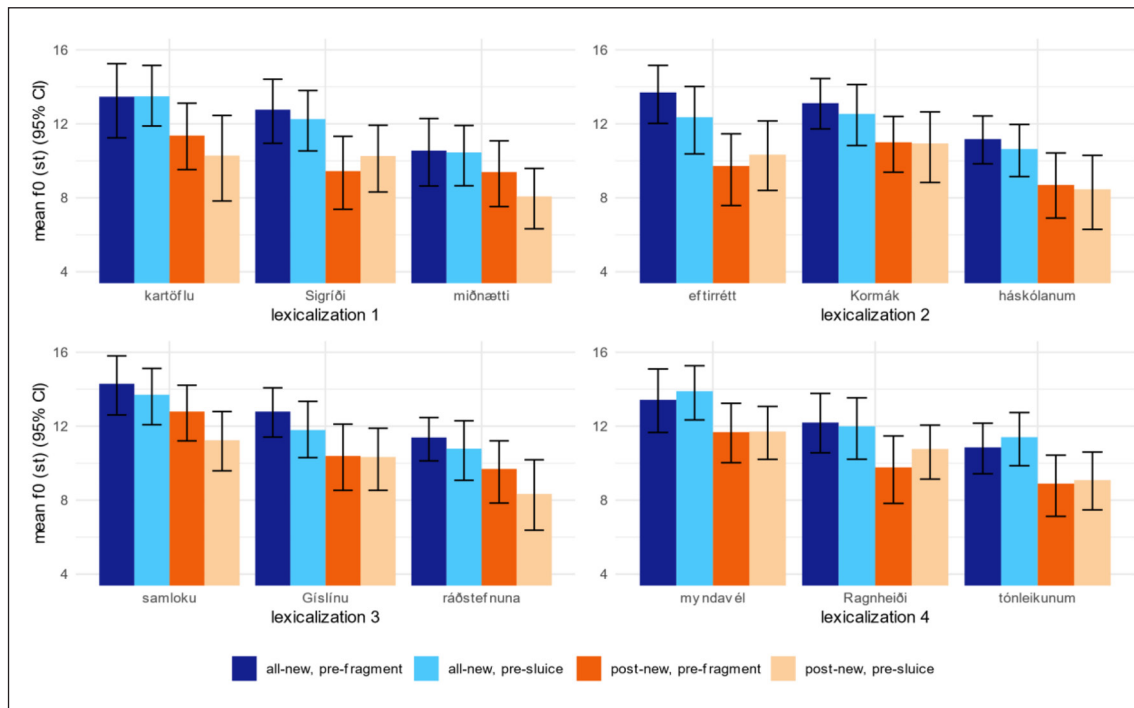 mean f0 (st) (95% CI)
16
12
8
4
kartöflu Sigríði miðnætti
lexicalization 1
16
12
8
4
eftirrétt Kormák háskólanum
lexicalization 2
mean f0 (st) (95% CI)
16
12
8
4
samloku Gíslínu ráðstefnuna
lexicalization 3
16
12
8
4
myndavél Ragnheiði tónleikunum
lexicalization 4
all-new, pre-fragment all-new, pre-sluice post-new, pre-fragment post-new, pre-sluice